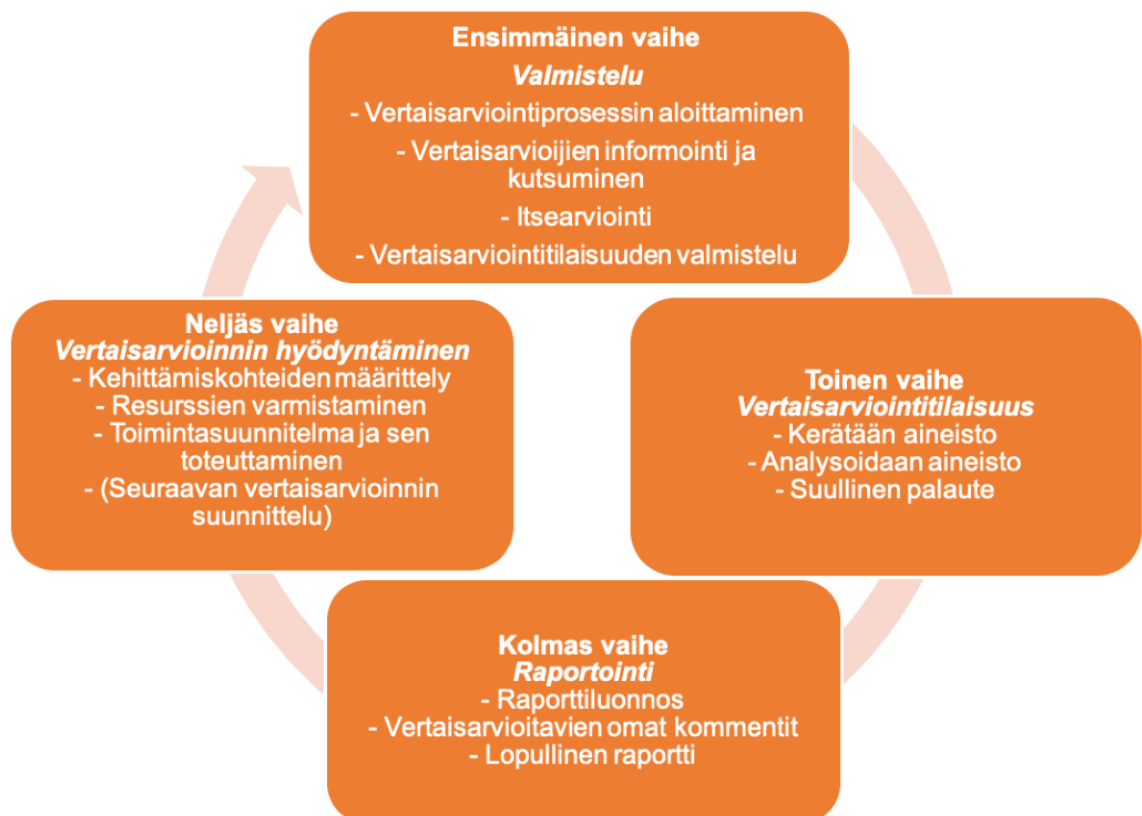 Ensimmäinen vaihe
Valmistelu
- Vertaisarviointiprosessin aloittaminen
- Vertaisarvioijien informointi ja
kutsuminen
- Itsearviointi
- Vertaisarviointitilaisuuden valmistelu
Toinen vaihe
Vertaisarviointitilaisuus
- Kerätään aineisto
- Analysoidaan aineisto
- Suullinen palaute
Kolmas vaihe
Raportointi
- Raporttiluonnos
- Vertaisarvioitavien omat kommentit
- Lopullinen raportti
Neljäs vaihe
Vertaisarvioinnin hyödyntäminen
- Kehittämiskohteiden määrittely
- Resurssien varmistaminen
- Toimintasuunnitelma ja sen
toteuttaminen
- (Seuraavan vertaisarvioinnin
suunnittelu)